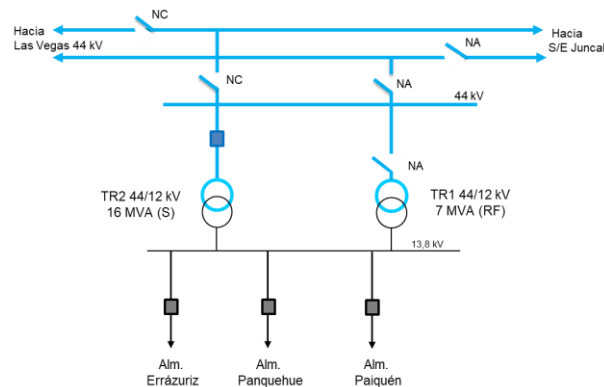 NC
Hacia
Las Vegas 44 kV
NA
Hacia
S/E Juncal
NC
NA
44 kV
NA
TR2 44/12 kV
16 MVA (S)
TR1 44/12 kV
7 MVA (RF)
13,8 kV
Alm.
Errázuriz
Alm.
Panquehue
Alm.
Paiquén